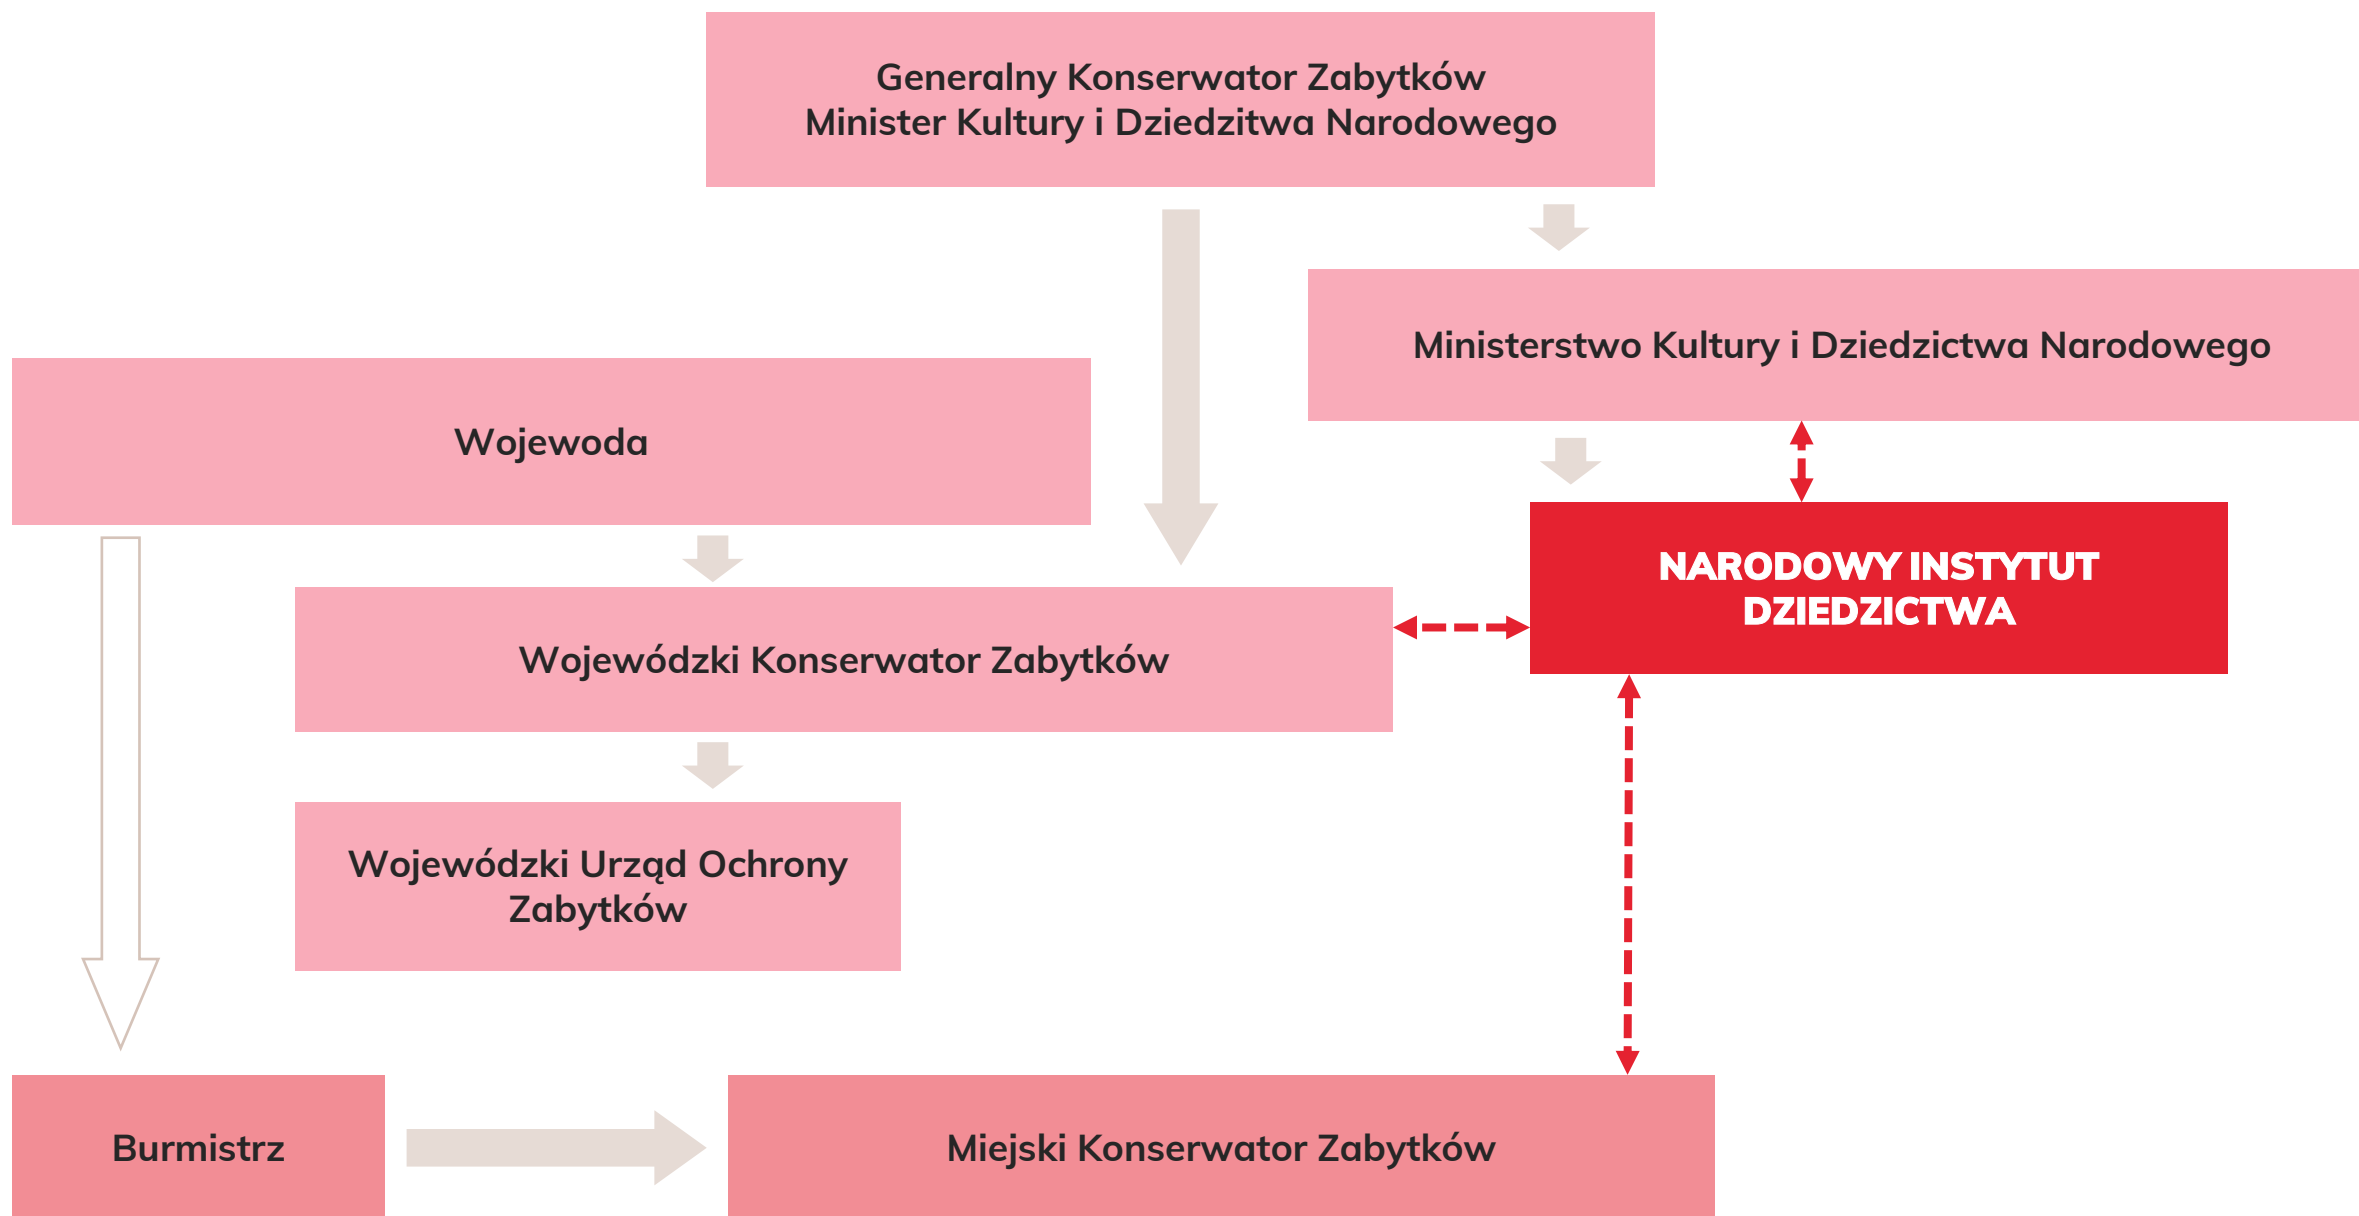 Generalny Konserwator Zabytków
Minister Kultury i Dziedzitwa Narodowego
Ministerstwo Kultury i Dziedzictwa Narodowego
Wojewoda
NARODOWY INSTYTUT
DZIEDZICTWA
Wojewódzki Konserwator Zabytków
Wojewódzki Urząd Ochrony
Zabytków
Burmistrz
Miejski Konserwator Zabytków